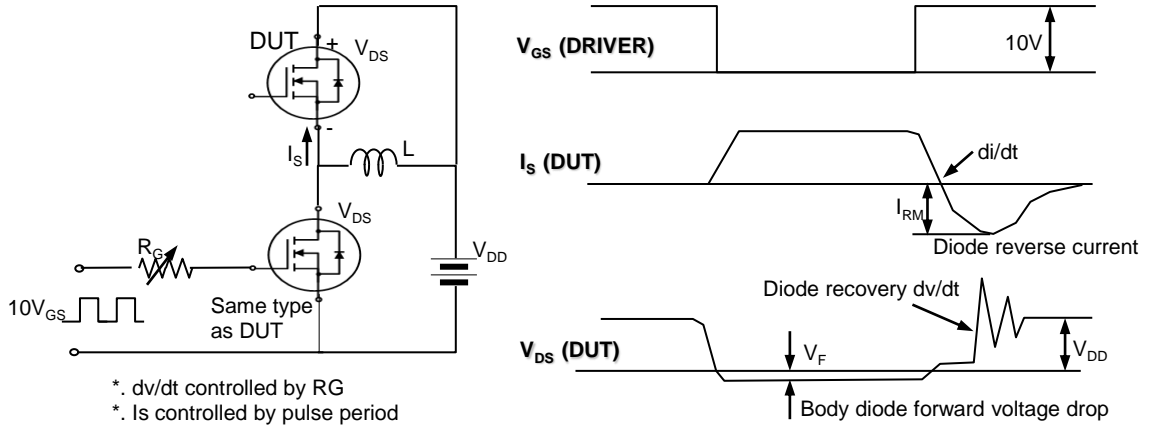 DUT
+
V_DS
-
I_S
L
V_DS
R_G
V_DD
10V_GS
Same type
as DUT
*. dv/dt controlled by RG
*. Is controlled by pulse period
V_GS (DRIVER)
10V
I_S (DUT)
di/dt
I_RM
Diode reverse current
Diode recovery dv/dt
V_DS (DUT)
V_F
V_DD
Body diode forward voltage drop